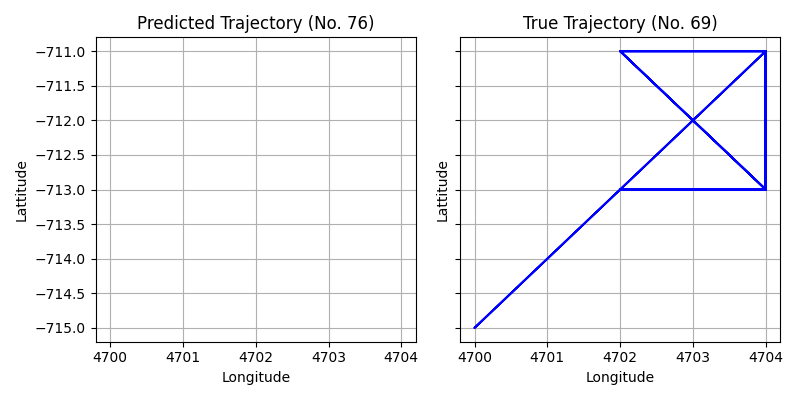 Predicted Trajectory (No. 76)
True Trajectory (No. 69)
−711.0
−711.5
−712.0
−712.5
−713.0
−713.5
−714.0
−714.5
−715.0
Lattitude
Lattitude
4700 4701 4702 4703 4704
4700 4701 4702 4703 4704
Longitude
Longitude